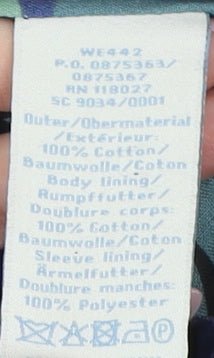 WE442
P.O. 0875363/
0875367
RN 118027
SC 9034/0001
Outer/Obermaterial
/Extérieur:
100% Cotton/
Baumwolle/Coton
Body lining/
Rumpffutter/
Doublure corps:
100% Cotton/
Baumwolle/Coton
Sleeve lining/
Ärmelfutter/
Doublure manches:
100% Polyester